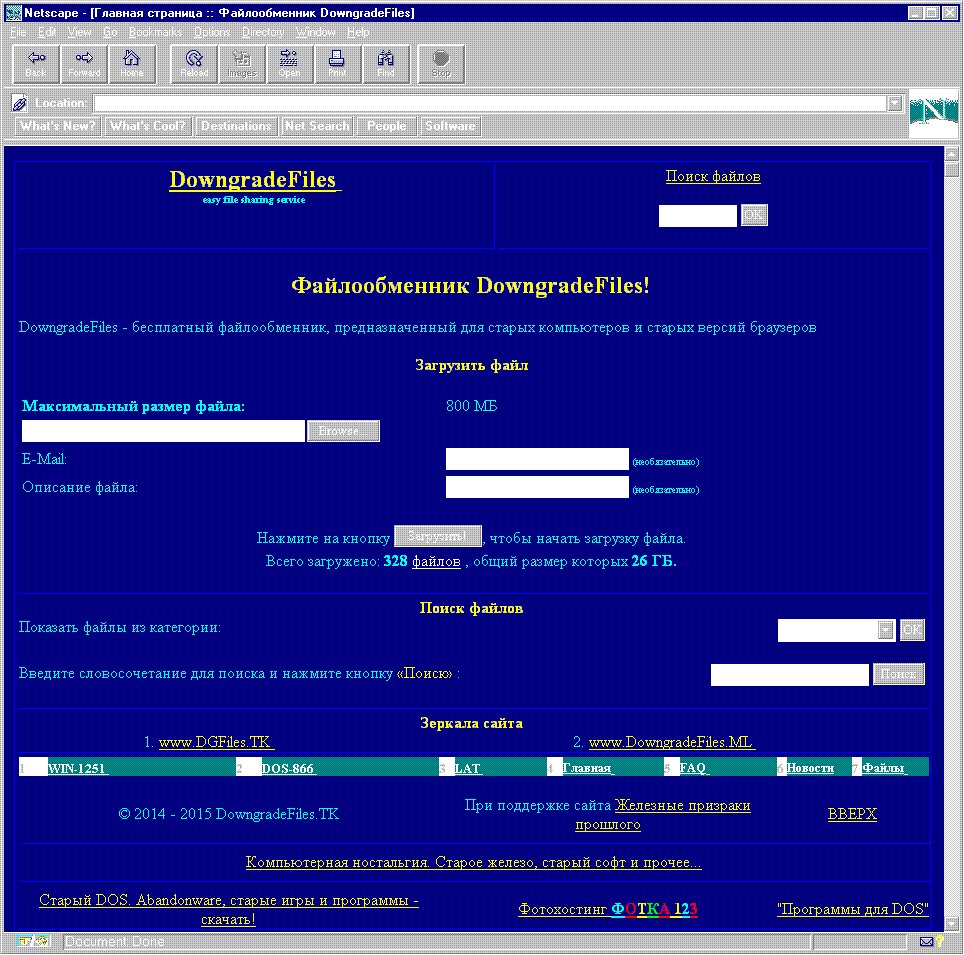 Netscape - [Главная страница :: Файлообменник DowngradeFiles]
File Edit View Go Bookmarks Options Directory Window Help
Back Forward Home Reload Images Open Print Find Stop
Location:
What's New? What's Cool? Destinations Net Search People Software
N
DowngradeFiles
easy file sharing service
Поиск файлов
OK
Файлообменник DowngradeFiles!
DowngradeFiles - бесплатный файлообменник, предназначенный для старых компьютеров и старых версий браузеров
Загрузить файл
Максимальный размер файла: 800 МБ
Browse...
E-Mail: (необязательно)
Описание файла: (необязательно)
Нажмите на кнопку Загрузить! , чтобы начать загрузку файла.
Всего загружено: 328 файлов , общий размер которых 26 ГБ.
Поиск файлов
Показать файлы из категории: OK
Введите словосочетание для поиска и нажмите кнопку «Поиск» : Поиск
Зеркала сайта
1. www.DGFiles.TK 2. www.DowngradeFiles.ML
1 WIN-1251 2 DOS-866 3 LAT 4 Главная 5 FAQ 6 Новости 7 Файлы
© 2014 - 2015 DowngradeFiles.TK
При поддержке сайта Железные призраки
прошлого
ВВЕРХ
Компьютерная ностальгия. Старое железо, старый софт и прочее...
Старый DOS. Abandonware, старые игры и программы -
скачать!
Фотохостинг ФОТКА 123
"Программы для DOS"
Document: Done